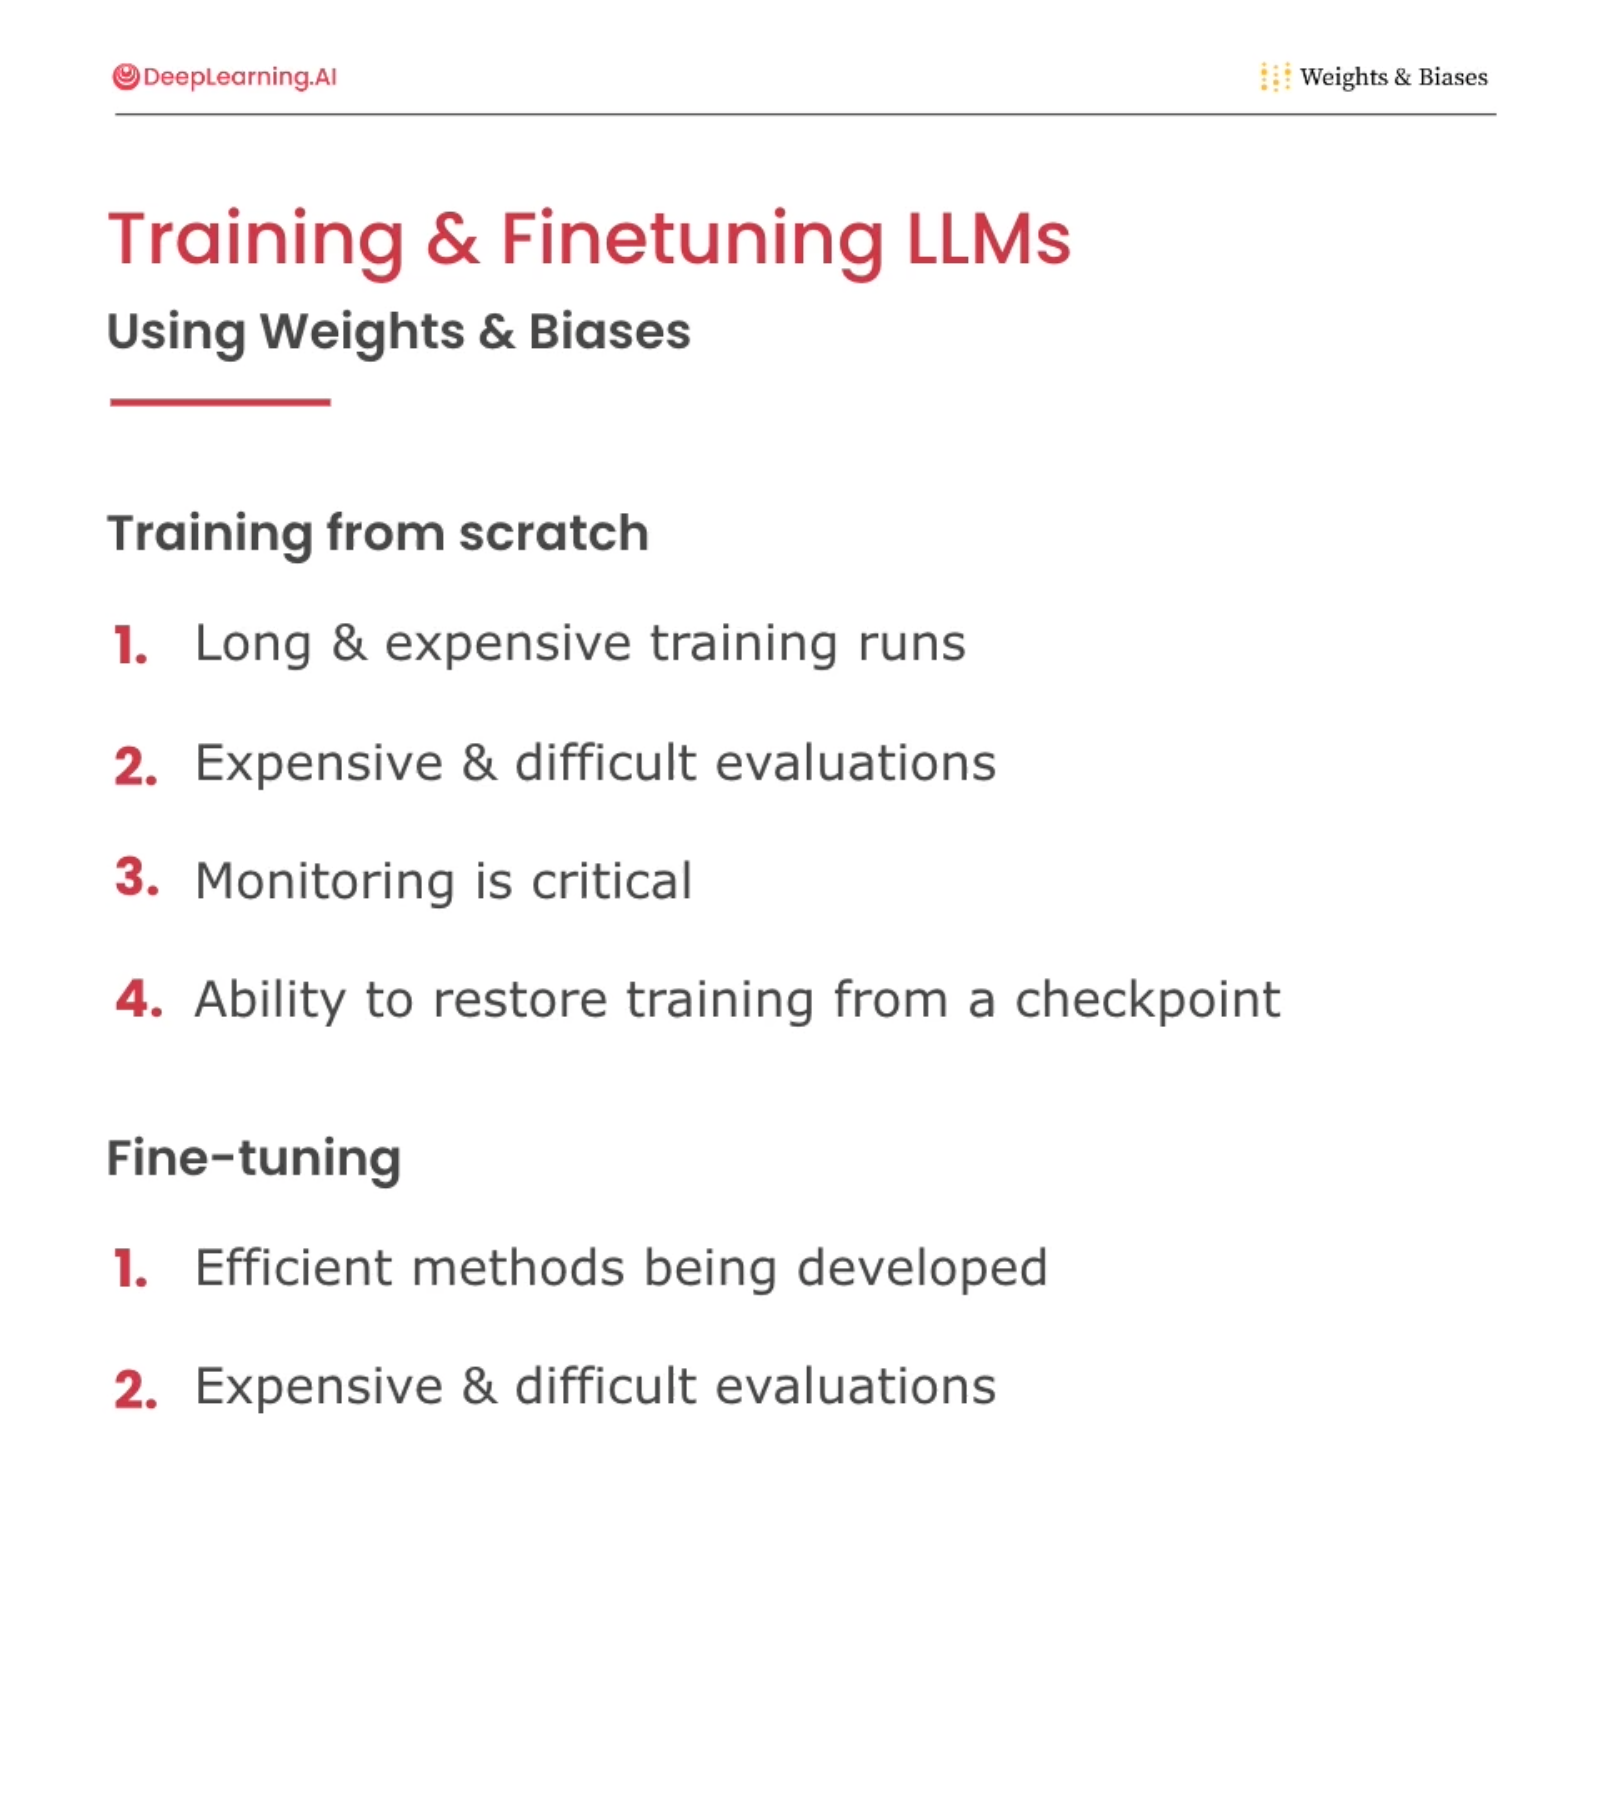 DeepLearning.AI
Weights & Biases
Training & Finetuning LLMs
Using Weights & Biases
Training from scratch
1. Long & expensive training runs
2. Expensive & difficult evaluations
3. Monitoring is critical
4. Ability to restore training from a checkpoint
Fine-tuning
1. Efficient methods being developed
2. Expensive & difficult evaluations